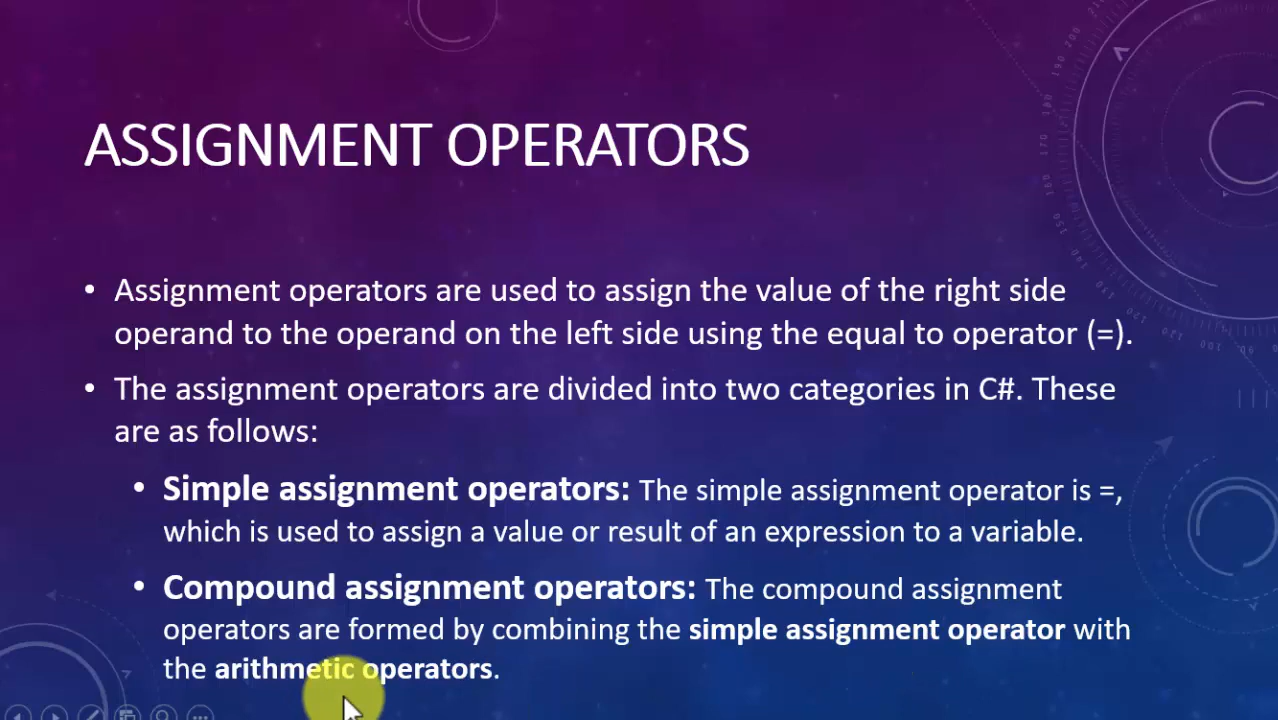 ASSIGNMENT OPERATORS
• Assignment operators are used to assign the value of the right side
operand to the operand on the left side using the equal to operator (=).
• The assignment operators are divided into two categories in C#. These
are as follows:
• Simple assignment operators: The simple assignment operator is =,
which is used to assign a value or result of an expression to a variable.
• Compound assignment operators: The compound assignment
operators are formed by combining the simple assignment operator with
the arithmetic operators.